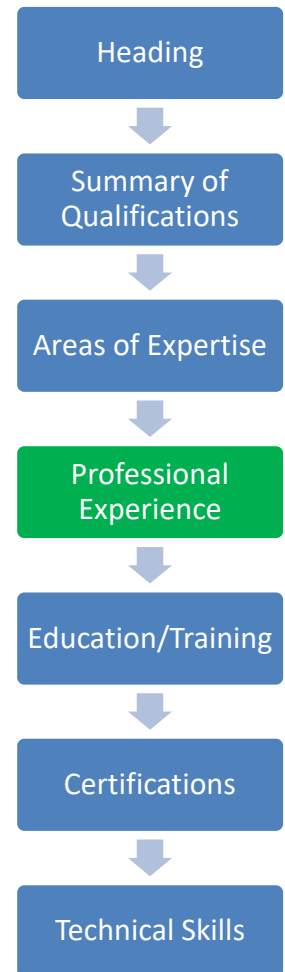 Heading
Summary of
Qualifications
Areas of Expertise
Professional
Experience
Education/Training
Certifications
Technical Skills